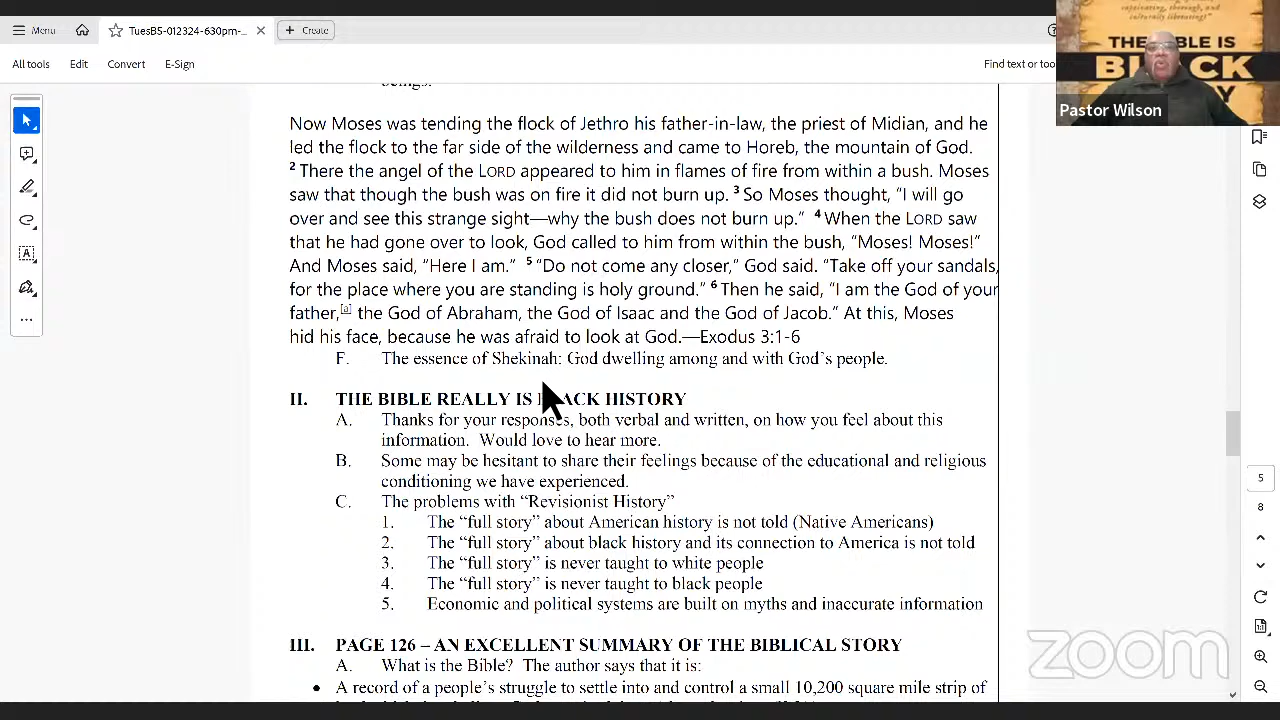 Menu
TuesB5-012324-630pm-...
Create
All tools
Edit
Convert
E-Sign
Find text or too
captivating, thorough, and
culturally liberating!"
THE BIBLE IS
BLACK
Pastor Wilson
beings.
Now Moses was tending the flock of Jethro his father-in-law, the priest of Midian, and he
led the flock to the far side of the wilderness and came to Horeb, the mountain of God.
2 There the angel of the LORD appeared to him in flames of fire from within a bush. Moses
saw that though the bush was on fire it did not burn up. 3 So Moses thought, “I will go
over and see this strange sight—why the bush does not burn up.” 4 When the LORD saw
that he had gone over to look, God called to him from within the bush, “Moses! Moses!”
And Moses said, “Here I am.” 5 “Do not come any closer,” God said. “Take off your sandals,
for the place where you are standing is holy ground.” 6 Then he said, “I am the God of your
father,[a] the God of Abraham, the God of Isaac and the God of Jacob.” At this, Moses
hid his face, because he was afraid to look at God.—Exodus 3:1-6
F. The essence of Shekinah: God dwelling among and with God’s people.
II. THE BIBLE REALLY IS BLACK HISTORY
A. Thanks for your responses, both verbal and written, on how you feel about this
information. Would love to hear more.
B. Some may be hesitant to share their feelings because of the educational and religious
conditioning we have experienced.
C. The problems with “Revisionist History”
1. The “full story” about American history is not told (Native Americans)
2. The “full story” about black history and its connection to America is not told
3. The “full story” is never taught to white people
4. The “full story” is never taught to black people
5. Economic and political systems are built on myths and inaccurate information
III. PAGE 126 – AN EXCELLENT SUMMARY OF THE BIBLICAL STORY
A. What is the Bible? The author says that it is:
• A record of a people’s struggle to settle into and control a small 10,200 square mile strip of
5
8
zoom